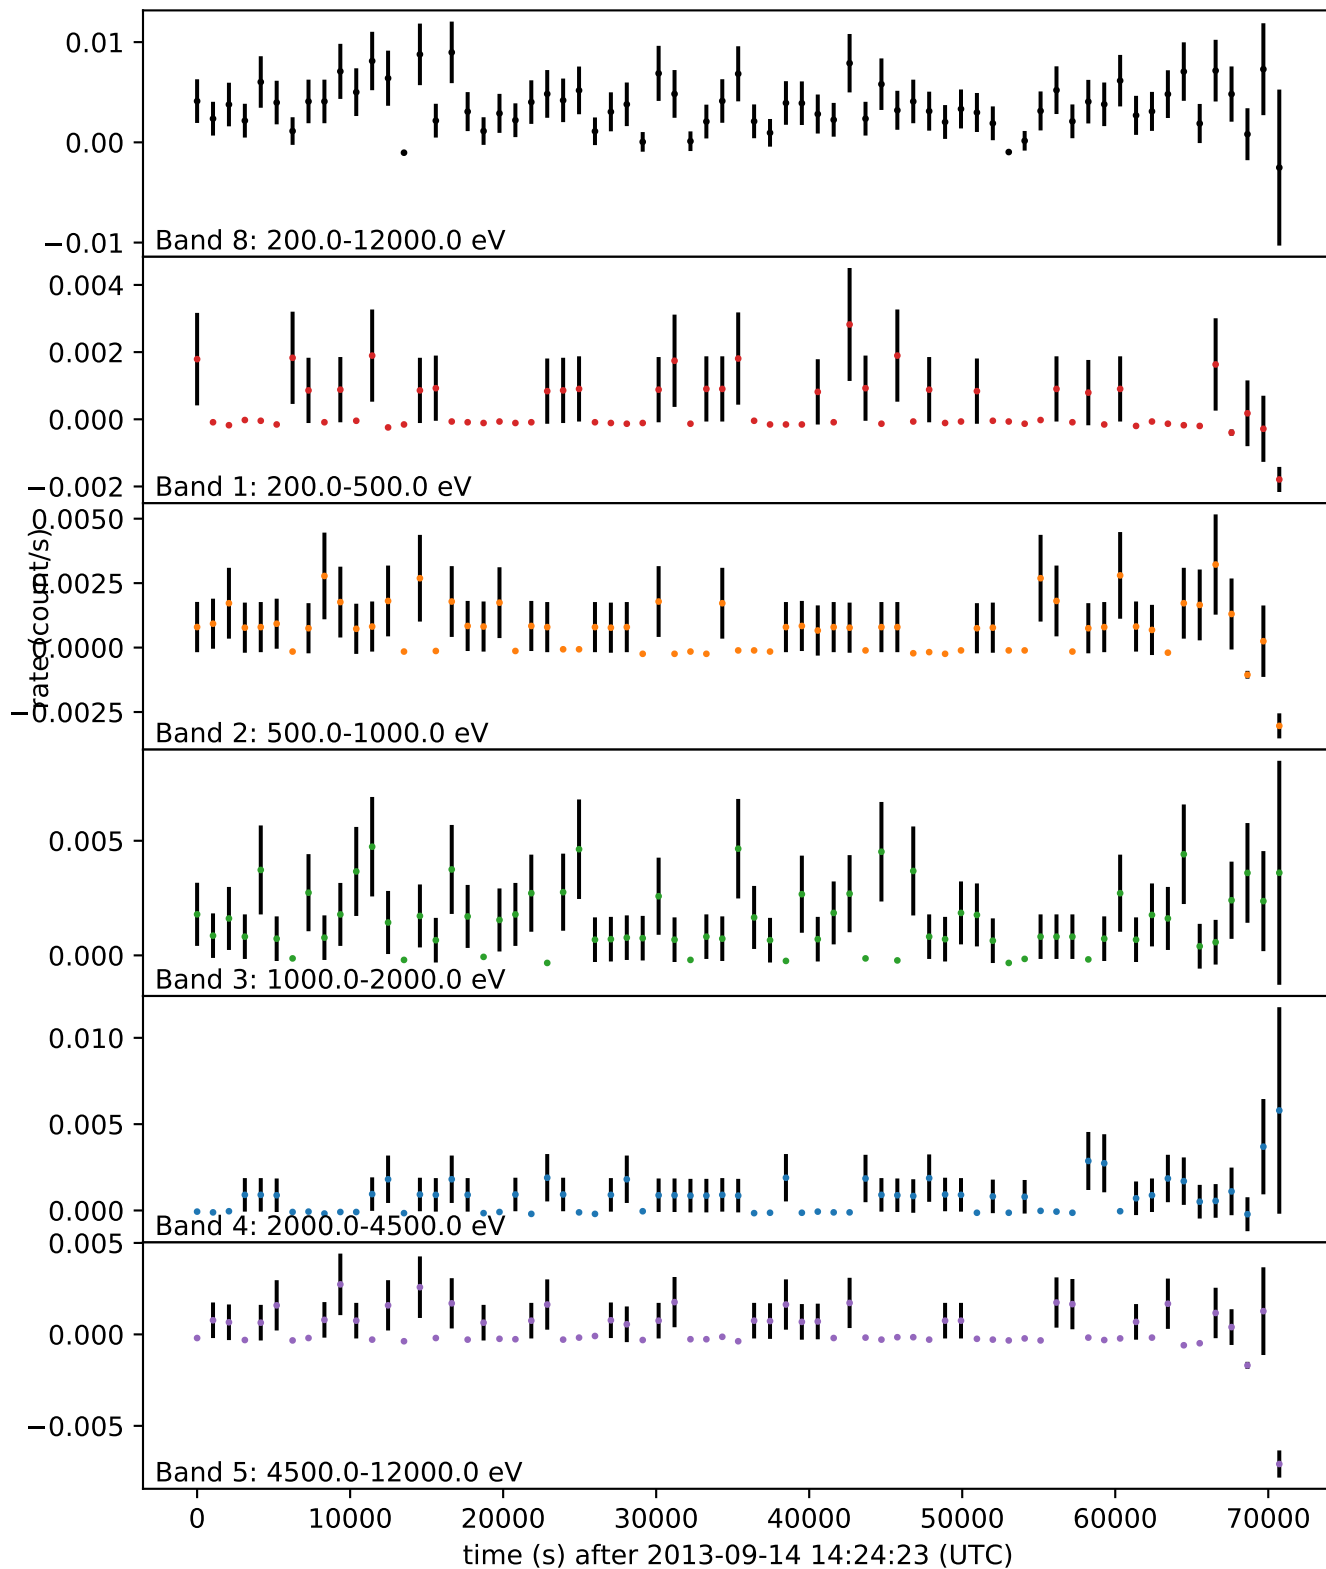 0.01
0.00
−0.01
Band 8: 200.0-12000.0 eV
0.004
0.002
0.000
−0.002
Band 1: 200.0-500.0 eV
rate (count/s)
0.0050
0.0025
0.0000
−0.0025
Band 2: 500.0-1000.0 eV
0.005
0.000
Band 3: 1000.0-2000.0 eV
0.010
0.005
0.000
Band 4: 2000.0-4500.0 eV
0.005
0.000
−0.005
Band 5: 4500.0-12000.0 eV
0 10000 20000 30000 40000 50000 60000 70000
time (s) after 2013-09-14 14:24:23 (UTC)